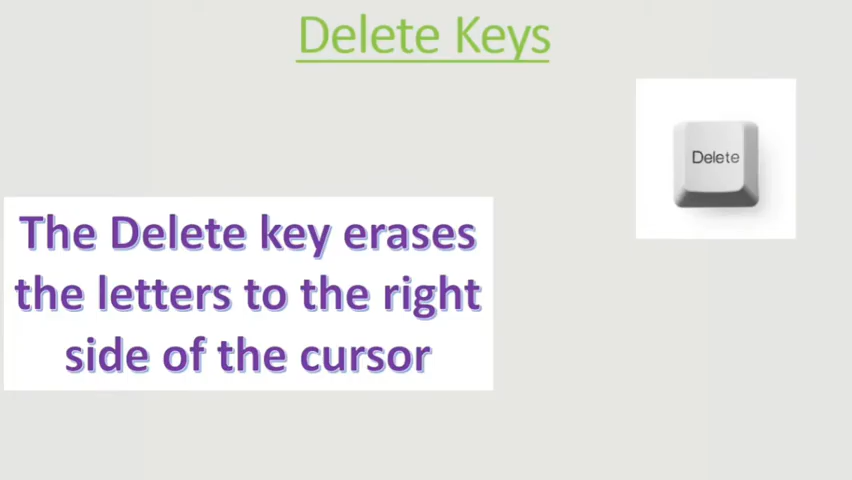 Delete Keys
Delete
The Delete key erases
the letters to the right
side of the cursor